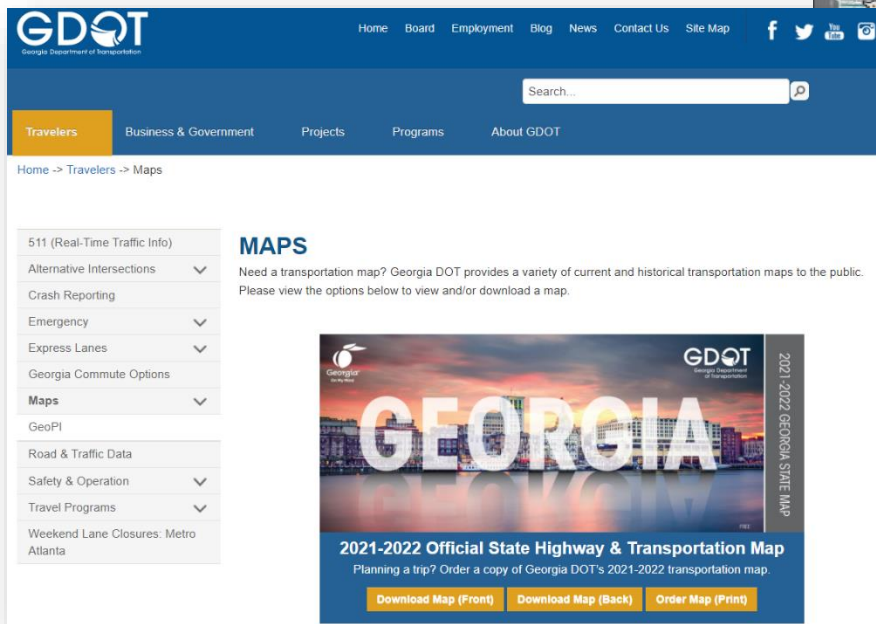 GDOT
Georgia Department of Transportation
Home Board Employment Blog News Contact Us Site Map
f
You Tube
Search...
Travelers Business & Government Projects Programs About GDOT
Home -> Travelers -> Maps
511 (Real-Time Traffic Info)
Alternative Intersections
Crash Reporting
Emergency
Express Lanes
Georgia Commute Options
Maps
GeoPI
Road & Traffic Data
Safety & Operation
Travel Programs
Weekend Lane Closures: Metro
Atlanta
MAPS
Need a transportation map? Georgia DOT provides a variety of current and historical transportation maps to the public.
Please view the options below to view and/or download a map.
Georgia
On My Mind
GDOT
Georgia Department
of Transportation
GEORGIA
FREE
2021-2022 GEORGIA STATE MAP
2021-2022 Official State Highway & Transportation Map
Planning a trip? Order a copy of Georgia DOT's 2021-2022 transportation map.
Download Map (Front) Download Map (Back) Order Map (Print)